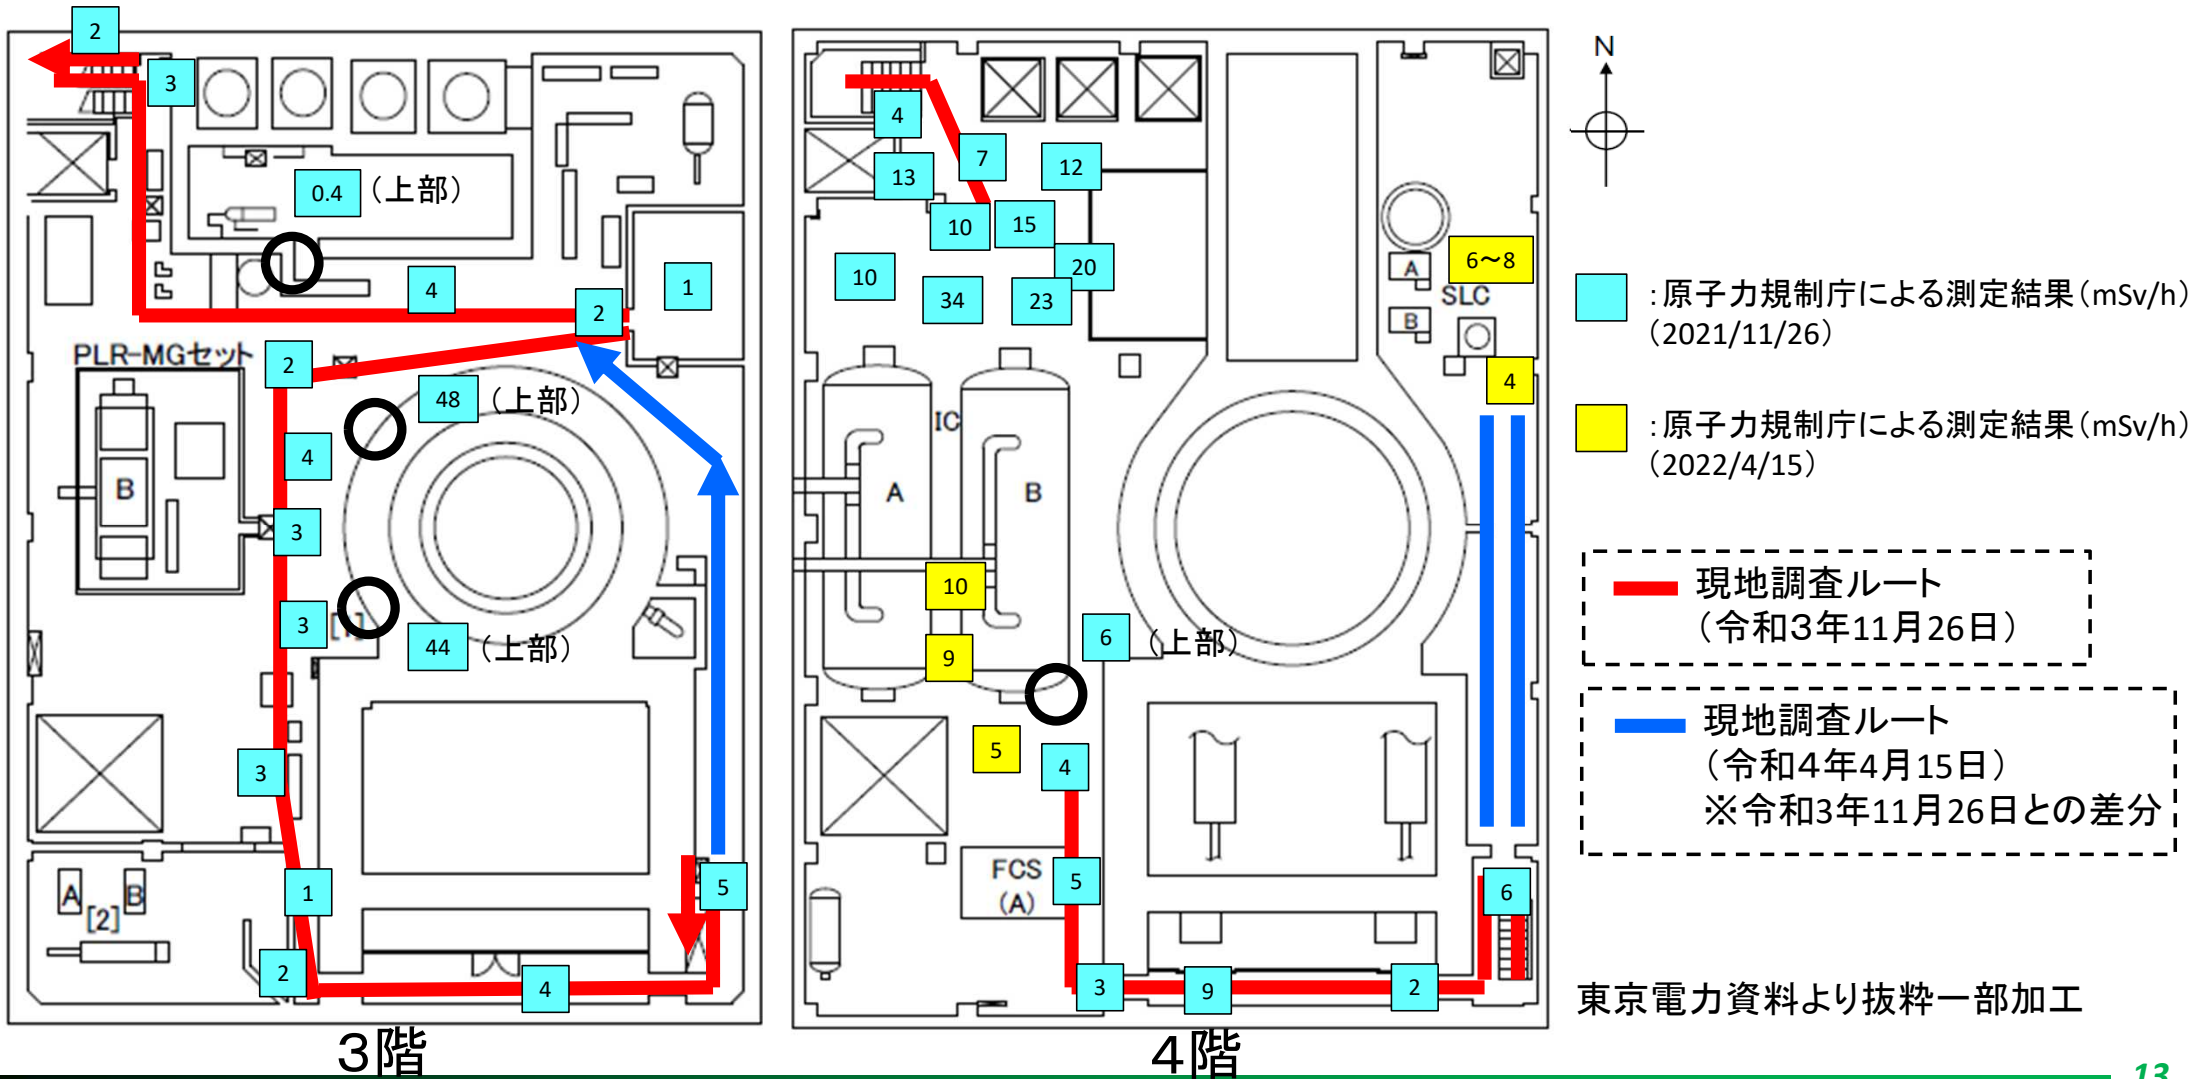 2
3
0.4 （上部）
4
2
1
PLR-MGセット
2
48 （上部）
4
B
3
3
[1]
44 （上部）
3
1
A B
[2]
2
4
5
3階
4
7
12
13
10
15
10
20
34
23
6～8
A
SLC
B
4
IC
A
B
10
6 （上部）
9
5
4
FCS
(A)
5
6
3
9
2
4階
N
：原子力規制庁による測定結果（mSv/h）
（2021/11/26）
：原子力規制庁による測定結果（mSv/h）
（2022/4/15）
現地調査ルート
（令和３年11月26日）
現地調査ルート
（令和４年4月15日）
※令和3年11月26日との差分
東京電力資料より抜粋一部加工
13